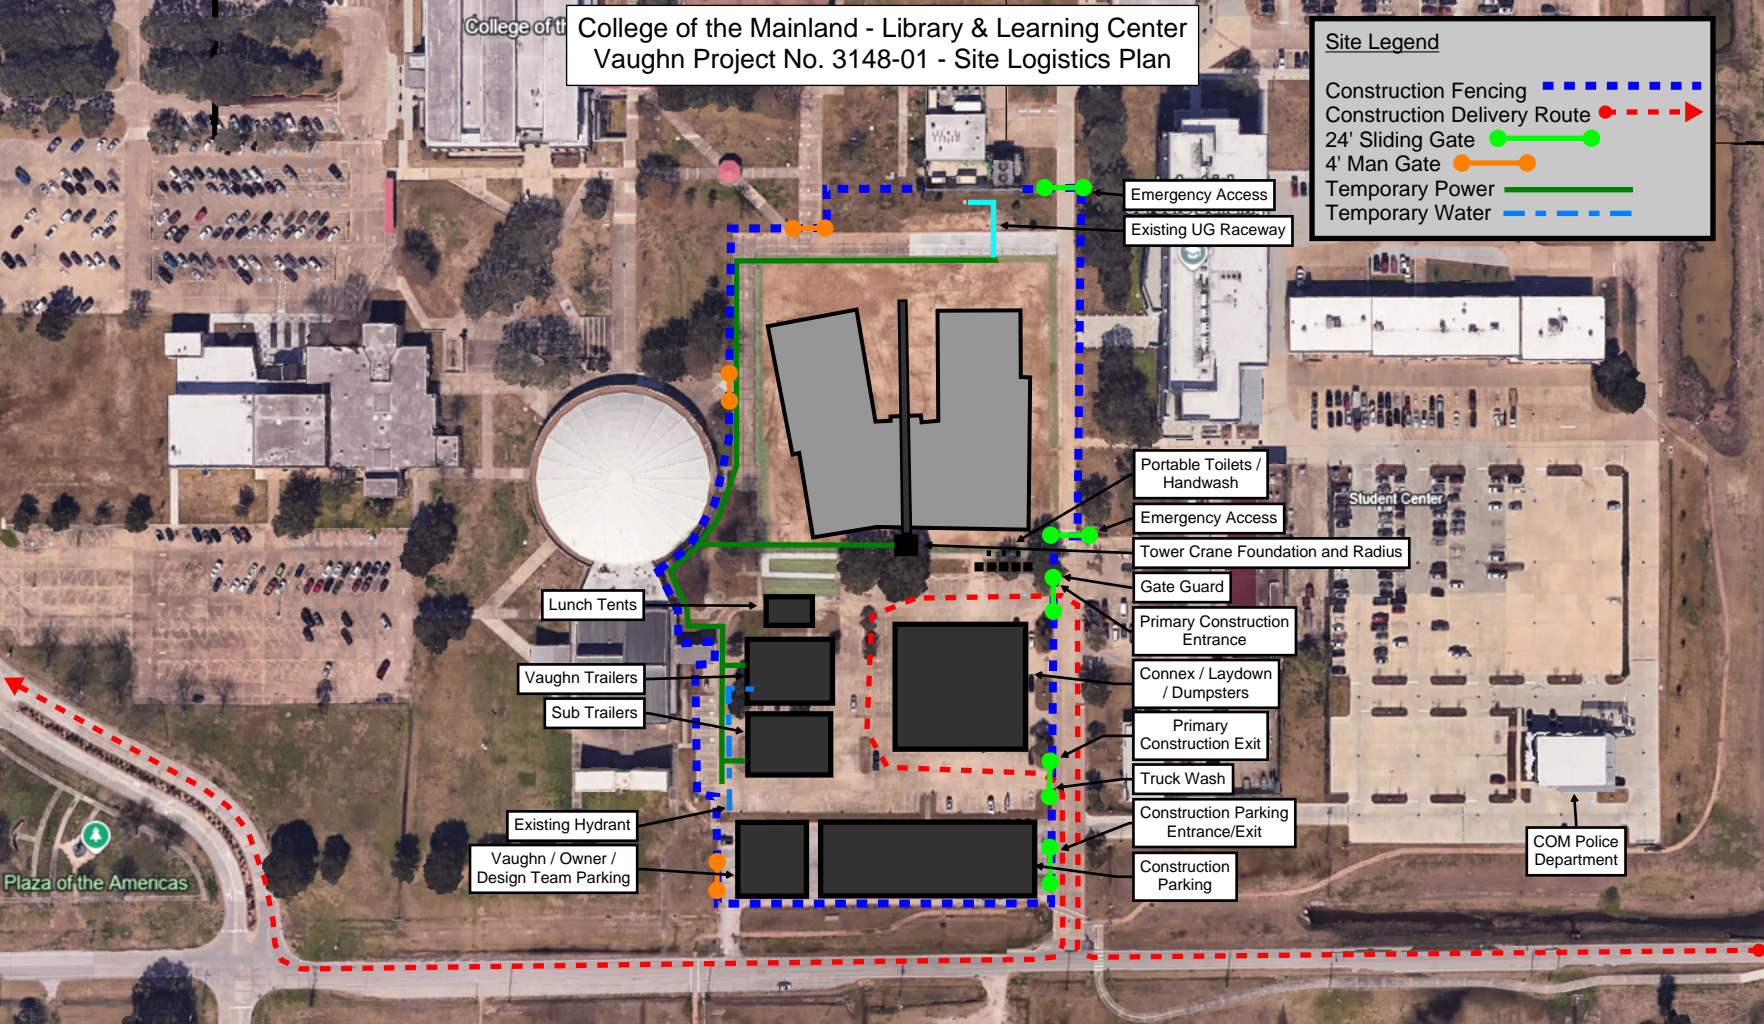 College of th
College of the Mainland - Library & Learning Center
Vaughn Project No. 3148-01 - Site Logistics Plan
Site Legend
Construction Fencing
Construction Delivery Route
24' Sliding Gate
4' Man Gate
Temporary Power
Temporary Water
Emergency Access
Existing UG Raceway
Portable Toilets /
Handwash
Student Center
Emergency Access
Tower Crane Foundation and Radius
Gate Guard
Lunch Tents
Primary Construction
Entrance
Vaughn Trailers
Connex / Laydown
/ Dumpsters
Sub Trailers
Primary
Construction Exit
Truck Wash
Existing Hydrant
Construction Parking
Entrance/Exit
Vaughn / Owner /
Design Team Parking
Construction
Parking
COM Police
Department
Plaza of the Americas